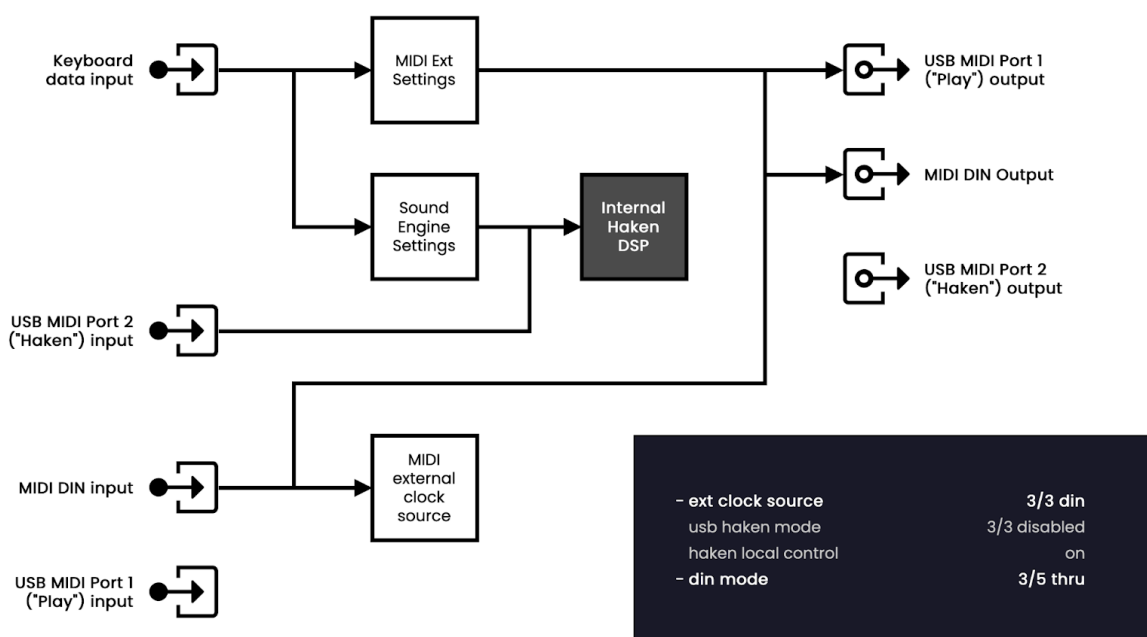 Keyboard
data input
MIDI Ext
Settings
USB MIDI Port 1
("Play") output
MIDI DIN Output
Sound
Engine
Settings
Internal
Haken
DSP
USB MIDI Port 2
("Haken") output
USB MIDI Port 2
("Haken") input
MIDI DIN input
MIDI
external
clock
source
USB MIDI Port 1
("Play") input
- ext clock source 3/3 din
usb haken mode 3/3 disabled
haken local control on
- din mode 3/5 thru